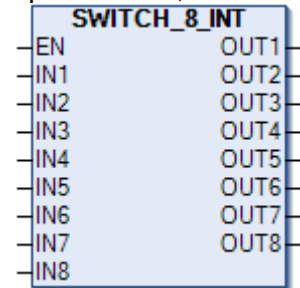 SWITCH_8_INT
EN OUT1
IN1 OUT2
IN2 OUT3
IN3 OUT4
IN4 OUT5
IN5 OUT6
IN6 OUT7
IN7 OUT8
IN8